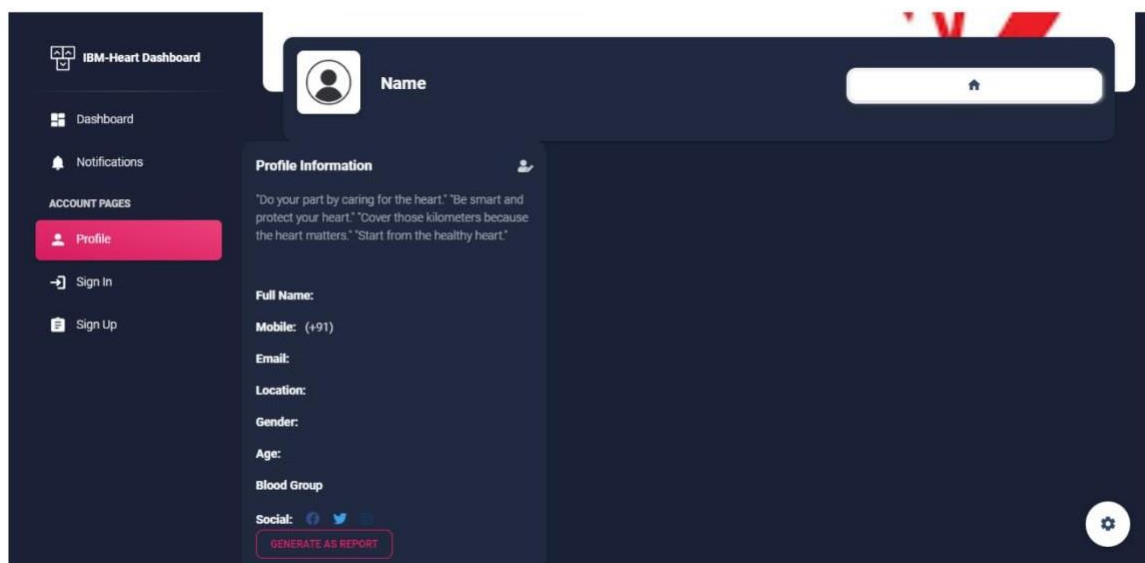 IBM-Heart Dashboard
Dashboard
Notifications
ACCOUNT PAGES
Profile
Sign In
Sign Up
Name
Profile Information
"Do your part by caring for the heart." "Be smart and
protect your heart." "Cover those kilometers because
the heart matters." "Start from the healthy heart."
Full Name:
Mobile: (+91)
Email:
Location:
Gender:
Age:
Blood Group
Social:
GENERATE AS REPORT